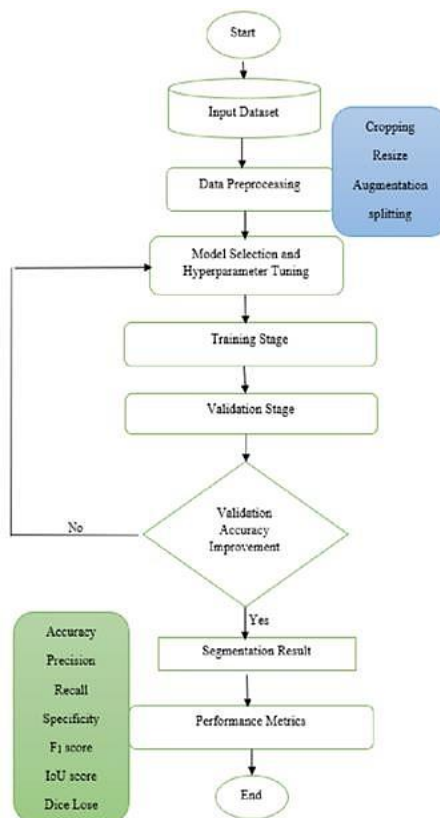 Start
Input Dataset
Cropping
Resize
Augmentation
splitting
Data Preprocessing
Model Selection and
Hyperparameter Tuning
Training Stage
Validation Stage
Validation
Accuracy
Improvement
No
Yes
Segmentation Result
Accuracy
Precision
Recall
Specificity
F1 score
IoU score
Dice Lose
Performance Metrics
End